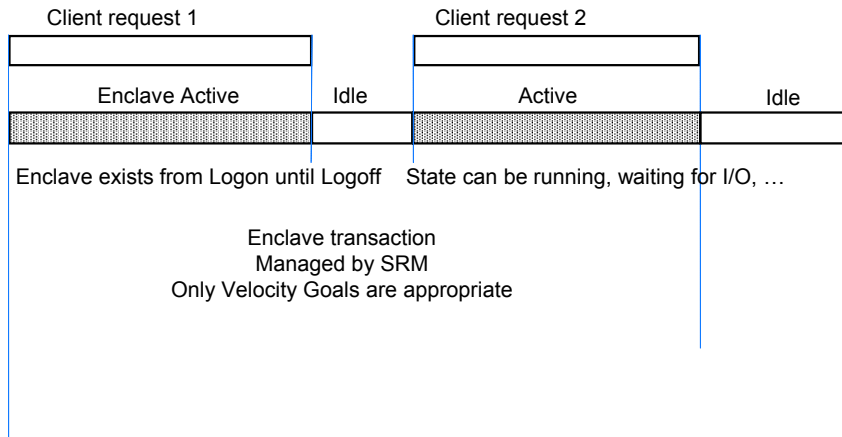 Client request 1 Client request 2
Enclave Active Idle Active Idle
Enclave exists from Logon until Logoff State can be running, waiting for I/O, …
Enclave transaction
Managed by SRM
Only Velocity Goals are appropriate